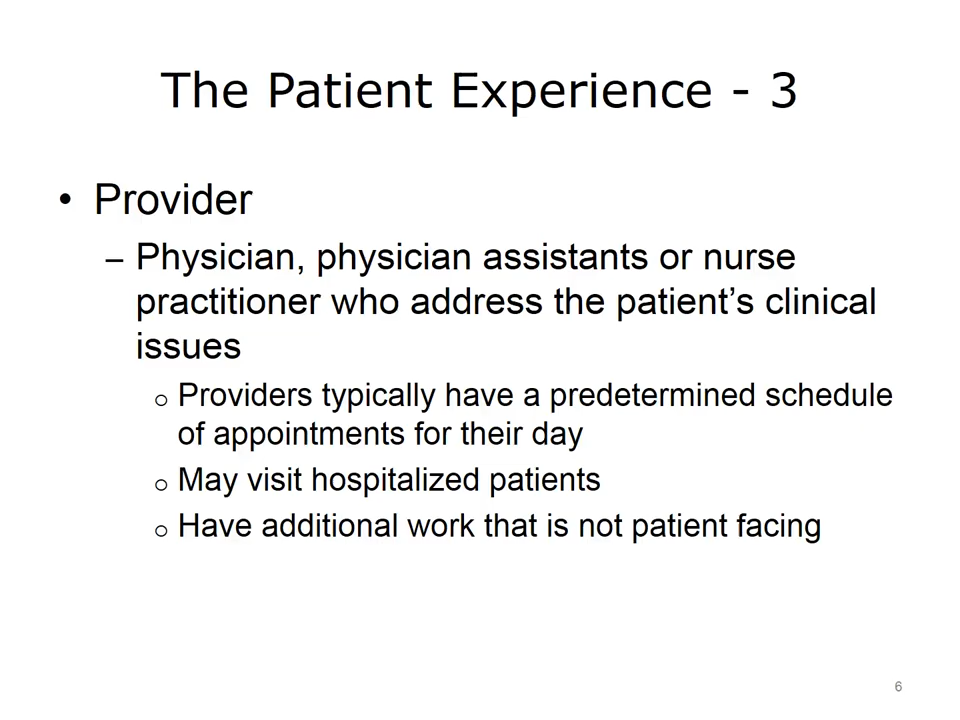 The Patient Experience - 3
• Provider
– Physician, physician assistants or nurse
practitioner who address the patient’s clinical
issues
o Providers typically have a predetermined schedule
of appointments for their day
o May visit hospitalized patients
o Have additional work that is not patient facing
6